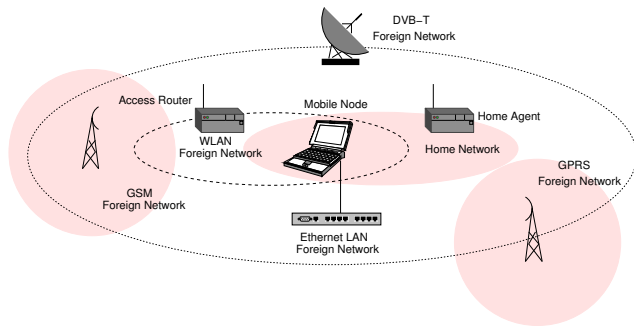 DVB-T
Foreign Network
Access Router
Mobile Node
Home Agent
WLAN
Foreign Network
Home Network
GSM
Foreign Network
GPRS
Foreign Network
Ethernet LAN
Foreign Network